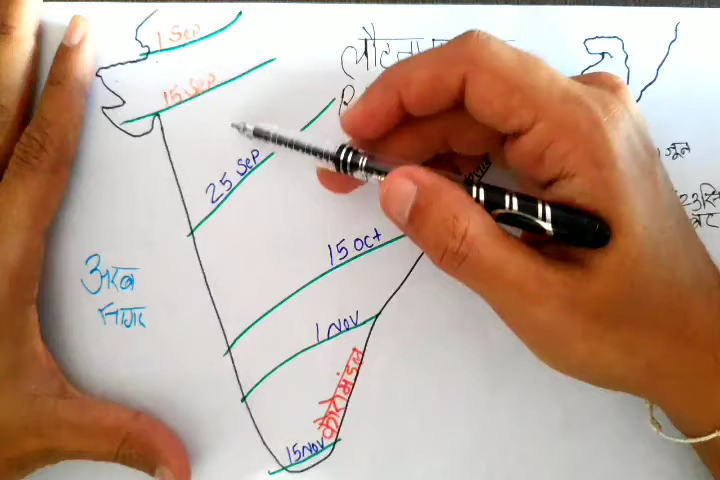 1 Sep
लौटता
15 Sep
25 Sep
15 Oct
अरब
सागर
1 Nov
कोरोमंडल
15 Nov